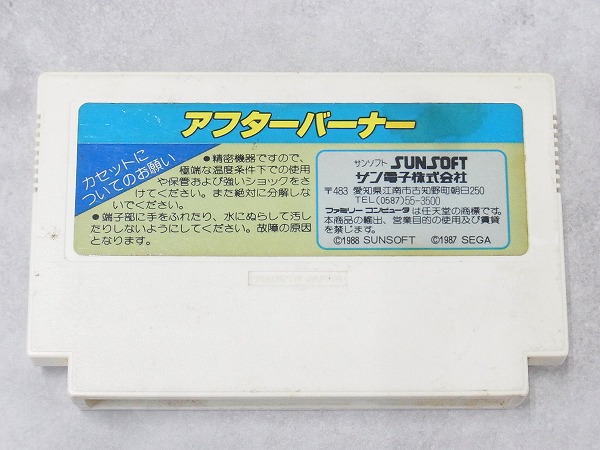 アフターバーナー
カセットに
ついてのお願い
●精密機器ですので、
極端な温度条件下での使用
や保管および強いショックをさ
けてください。また絶対に分解しな
いでください。
●端子部に手をふれたり、水にぬらして汚し
たりしないようにしてください。故障の原因
となります。
サンソフト SUNSOFT
サン電子株式会社
〒483 愛知県江南市古知野町朝日250
TEL(0587)55-3500
ファミリーコンピュータは任天堂の商標です。
本商品の輸出、営業目的の使用及び賃貸
を禁じます。
©1988 SUNSOFT ©1987 SEGA